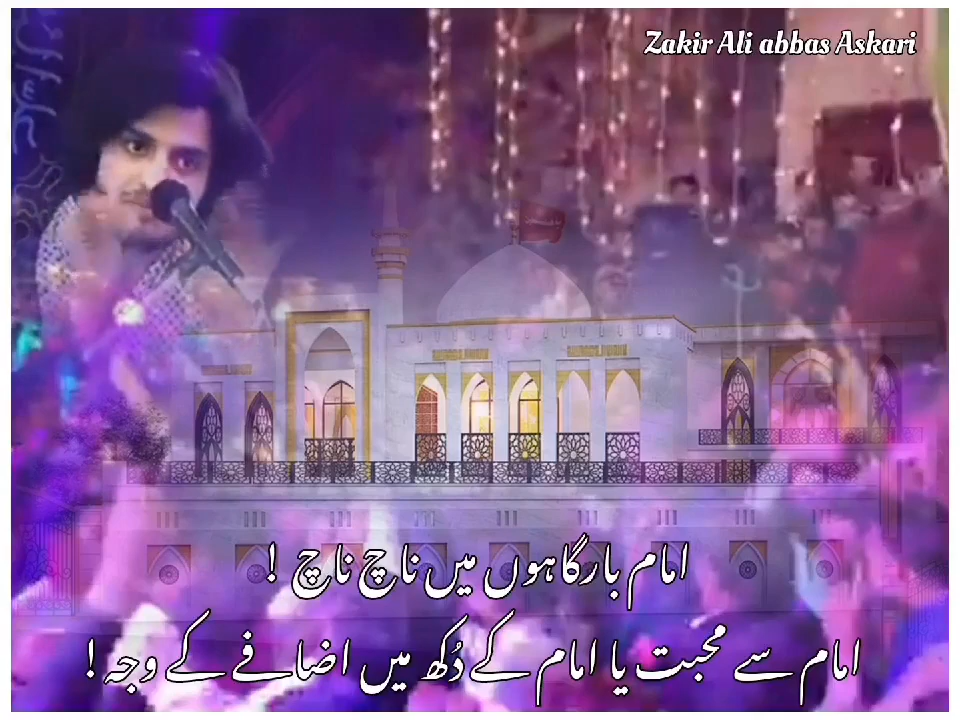 Zakir Ali abbas Askari
امام بارگاہوں میں ناچ ناچ !
امام سے محبت یا امام کے دُکھ میں اضافے کے وجہ !